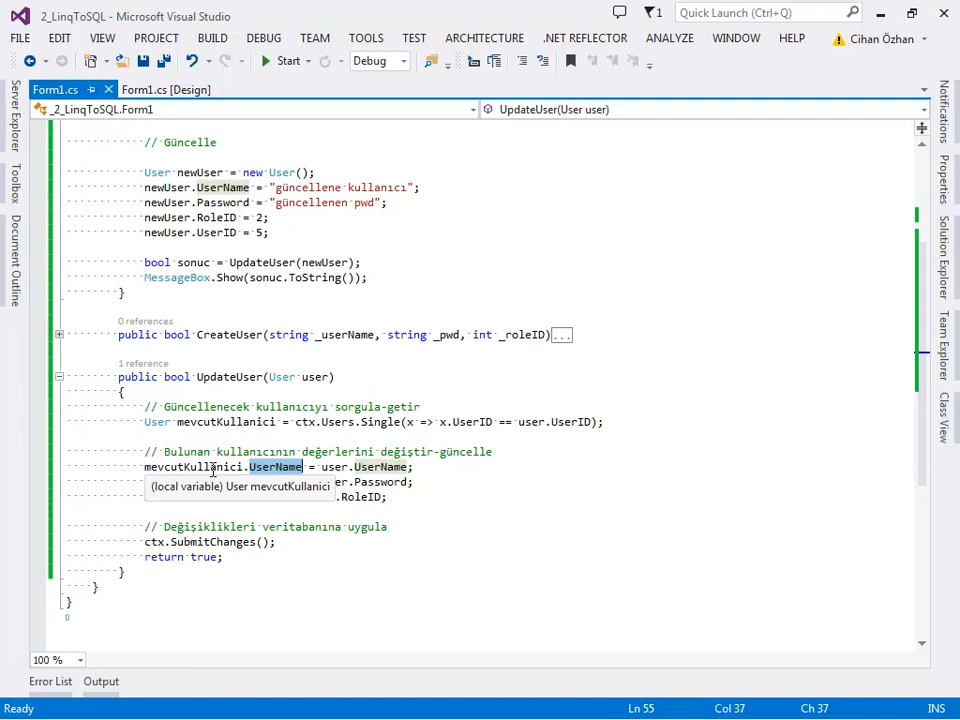 2_LinqToSQL - Microsoft Visual Studio
1
Quick Launch (Ctrl+Q)
FILE EDIT VIEW PROJECT BUILD DEBUG TEAM TOOLS TEST ARCHITECTURE .NET REFLECTOR ANALYZE WINDOW HELP Cihan Özhan
Start Debug
Form1.cs Form1.cs [Design]
_2_LinqToSQL.Form1 UpdateUser(User user)
// Güncelle
User newUser = new User();
newUser.UserName = "güncellene kullanıcı";
newUser.Password = "güncellenen pwd";
newUser.RoleID = 2;
newUser.UserID = 5;
bool sonuc = UpdateUser(newUser);
MessageBox.Show(sonuc.ToString());
}
0 references
public bool CreateUser(string _userName, string _pwd, int _roleID)...
1 reference
public bool UpdateUser(User user)
{
// Güncellenecek kullanıcıyı sorgula-getir
User mevcutKullanici = ctx.Users.Single(x => x.UserID == user.UserID);
// Bulunan kullanıcının değerlerini değiştir-güncelle
mevcutKullanici.UserName = user.UserName;
(local variable) User mevcutKullanici
er.Password;
.RoleID;
// Değişiklikleri veritabanına uygula
ctx.SubmitChanges();
return true;
}
}
}
100 %
Error List Output
Ready Ln 55 Col 37 Ch 37 INS
Server Explorer
Toolbox
Document Outline
Notifications
Properties
Solution Explorer
Team Explorer
Class View